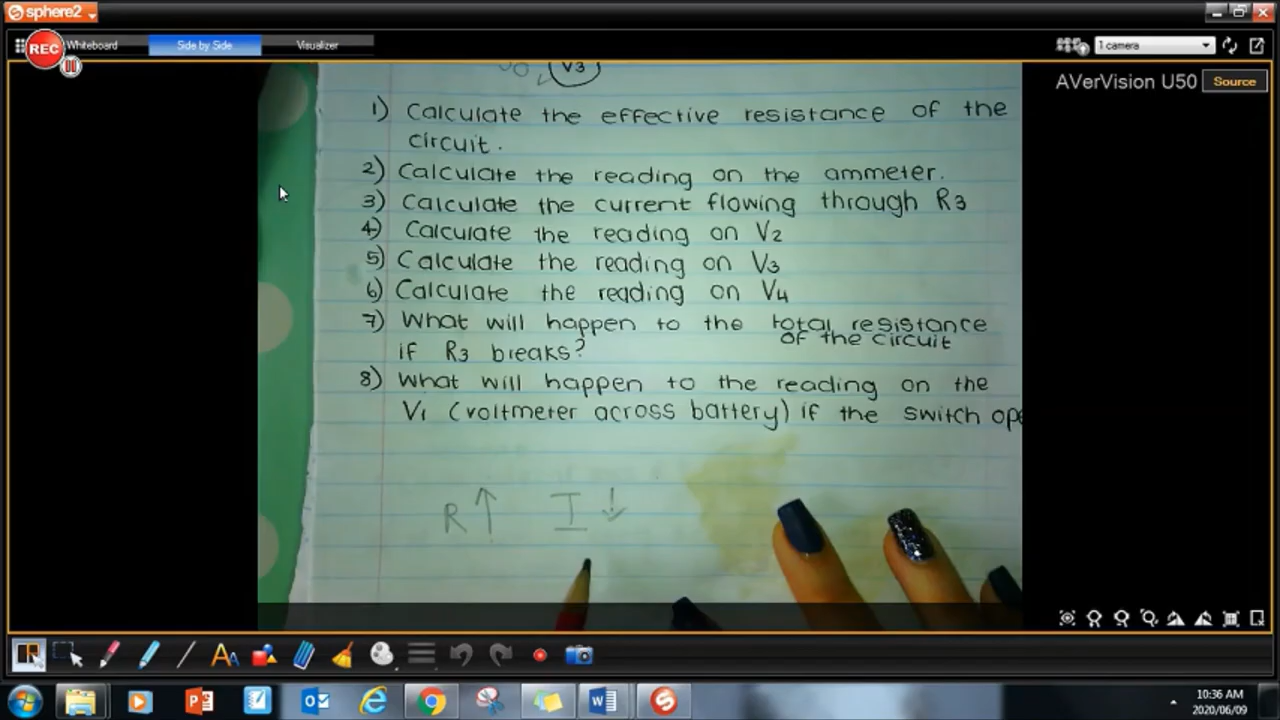 sphere2
REC Whiteboard Side by Side Visualizer 1 camera
AVerVision U50 Source
V3
1) Calculate the effective resistance of the
circuit.
2) Calculate the reading on the ammeter.
3) Calculate the current flowing through R3
4) Calculate the reading on V2
5) Calculate the reading on V3
6) Calculate the reading on V4
7) What will happen to the total resistance
of the circuit
if R3 breaks?
8) What will happen to the reading on the
V1 (voltmeter across battery) if the switch ope
R ↑ I ↓
10:36 AM
2020/06/09